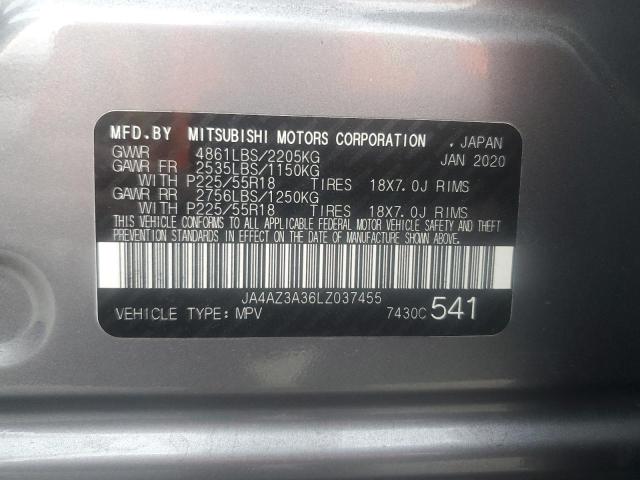 MFD.BY MITSUBISHI MOTORS CORPORATION . JAPAN
GVWR 4861LBS/2205KG JAN 2020
GAWR FR 2535LBS/1150KG
WITH P225/55R18 TIRES 18X7.0J RIMS
GAWR RR 2756LBS/1250KG
WITH P225/55R18 TIRES 18X7.0J RIMS
THIS VEHICLE CONFORMS TO ALL APPLICABLE FEDERAL MOTOR VEHICLE SAFETY AND THEFT
PREVENTION STANDARDS IN EFFECT ON THE DATE OF MANUFACTURE SHOWN ABOVE.
JA4AZ3A36LZ037455
VEHICLE TYPE: MPV 7430C 541